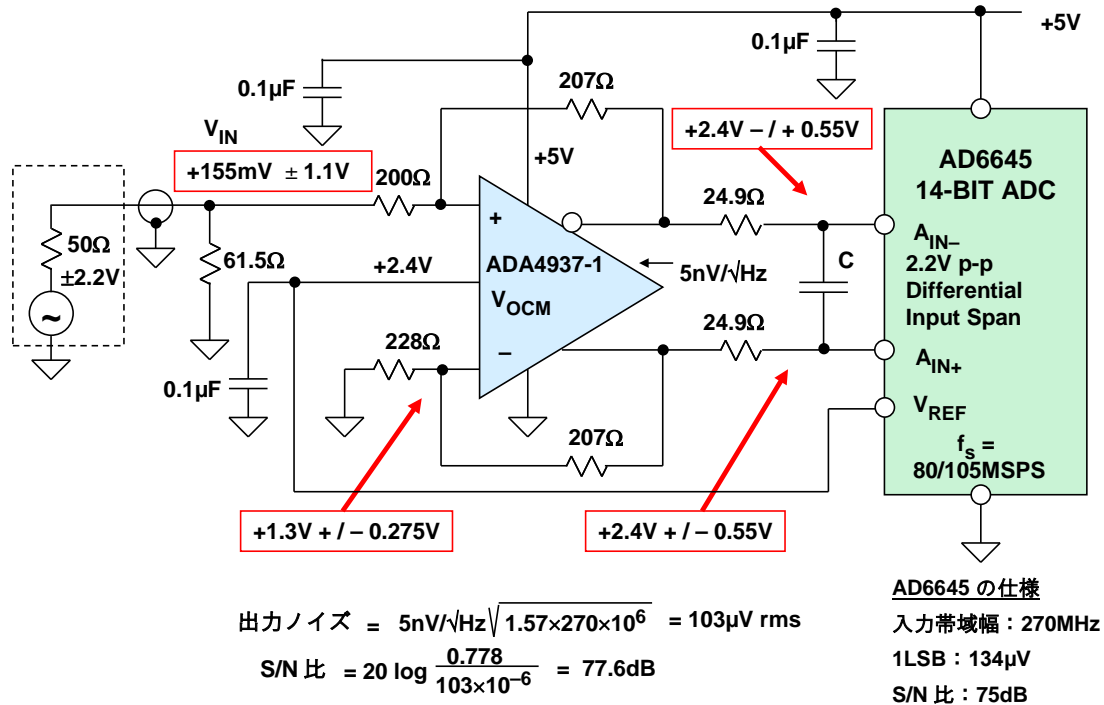 +5V
0.1µF
0.1µF
207Ω
V_IN
+155mV ± 1.1V
+5V
+2.4V – / + 0.55V
200Ω
24.9Ω
AD6645
14-BIT ADC
50Ω
±2.2V
~
61.5Ω
+2.4V
+
ADA4937-1
V_OCM
–
5nV/√Hz
C
A_IN–
2.2V p-p
Differential
Input Span
24.9Ω
228Ω
0.1µF
A_IN+
V_REF
207Ω
f_s =
80/105MSPS
+1.3V + / – 0.275V
+2.4V + / – 0.55V
AD6645 の仕様
入力帯域幅：270MHz
1LSB：134µV
S/N 比：75dB
出力ノイズ = 5nV/√Hz √1.57×270×10^6 = 103µV rms
S/N 比 = 20 log 0.778 / 103×10^–6 = 77.6dB